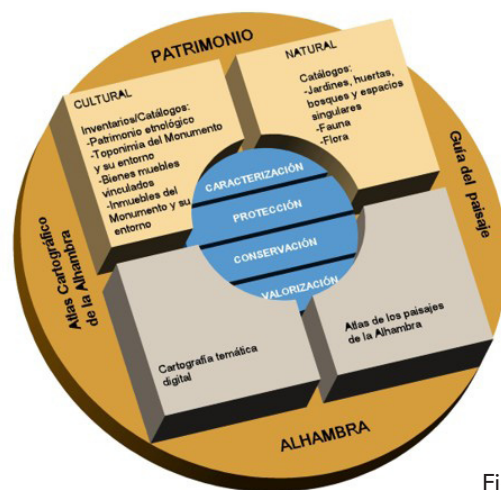 PATRIMONIO
CULTURAL
Inventarios/Catálogos:
-Patrimonio etnológico
-Toponimia del Monumento
y su entorno
-Bienes muebles
vinculados
-Inmuebles del
Monumento y su
entorno
NATURAL
Catálogos:
-Jardines, huertas,
bosques y espacios
singulares
-Fauna
-Flora
Guía del paisaje
CARACTERIZACIÓN
PROTECCIÓN
CONSERVACIÓN
VALORIZACIÓN
Atlas Cartográfico
de la Alhambra
Cartografía temática
digital
Atlas de los paisajes
de la Alhambra
ALHAMBRA
Fi